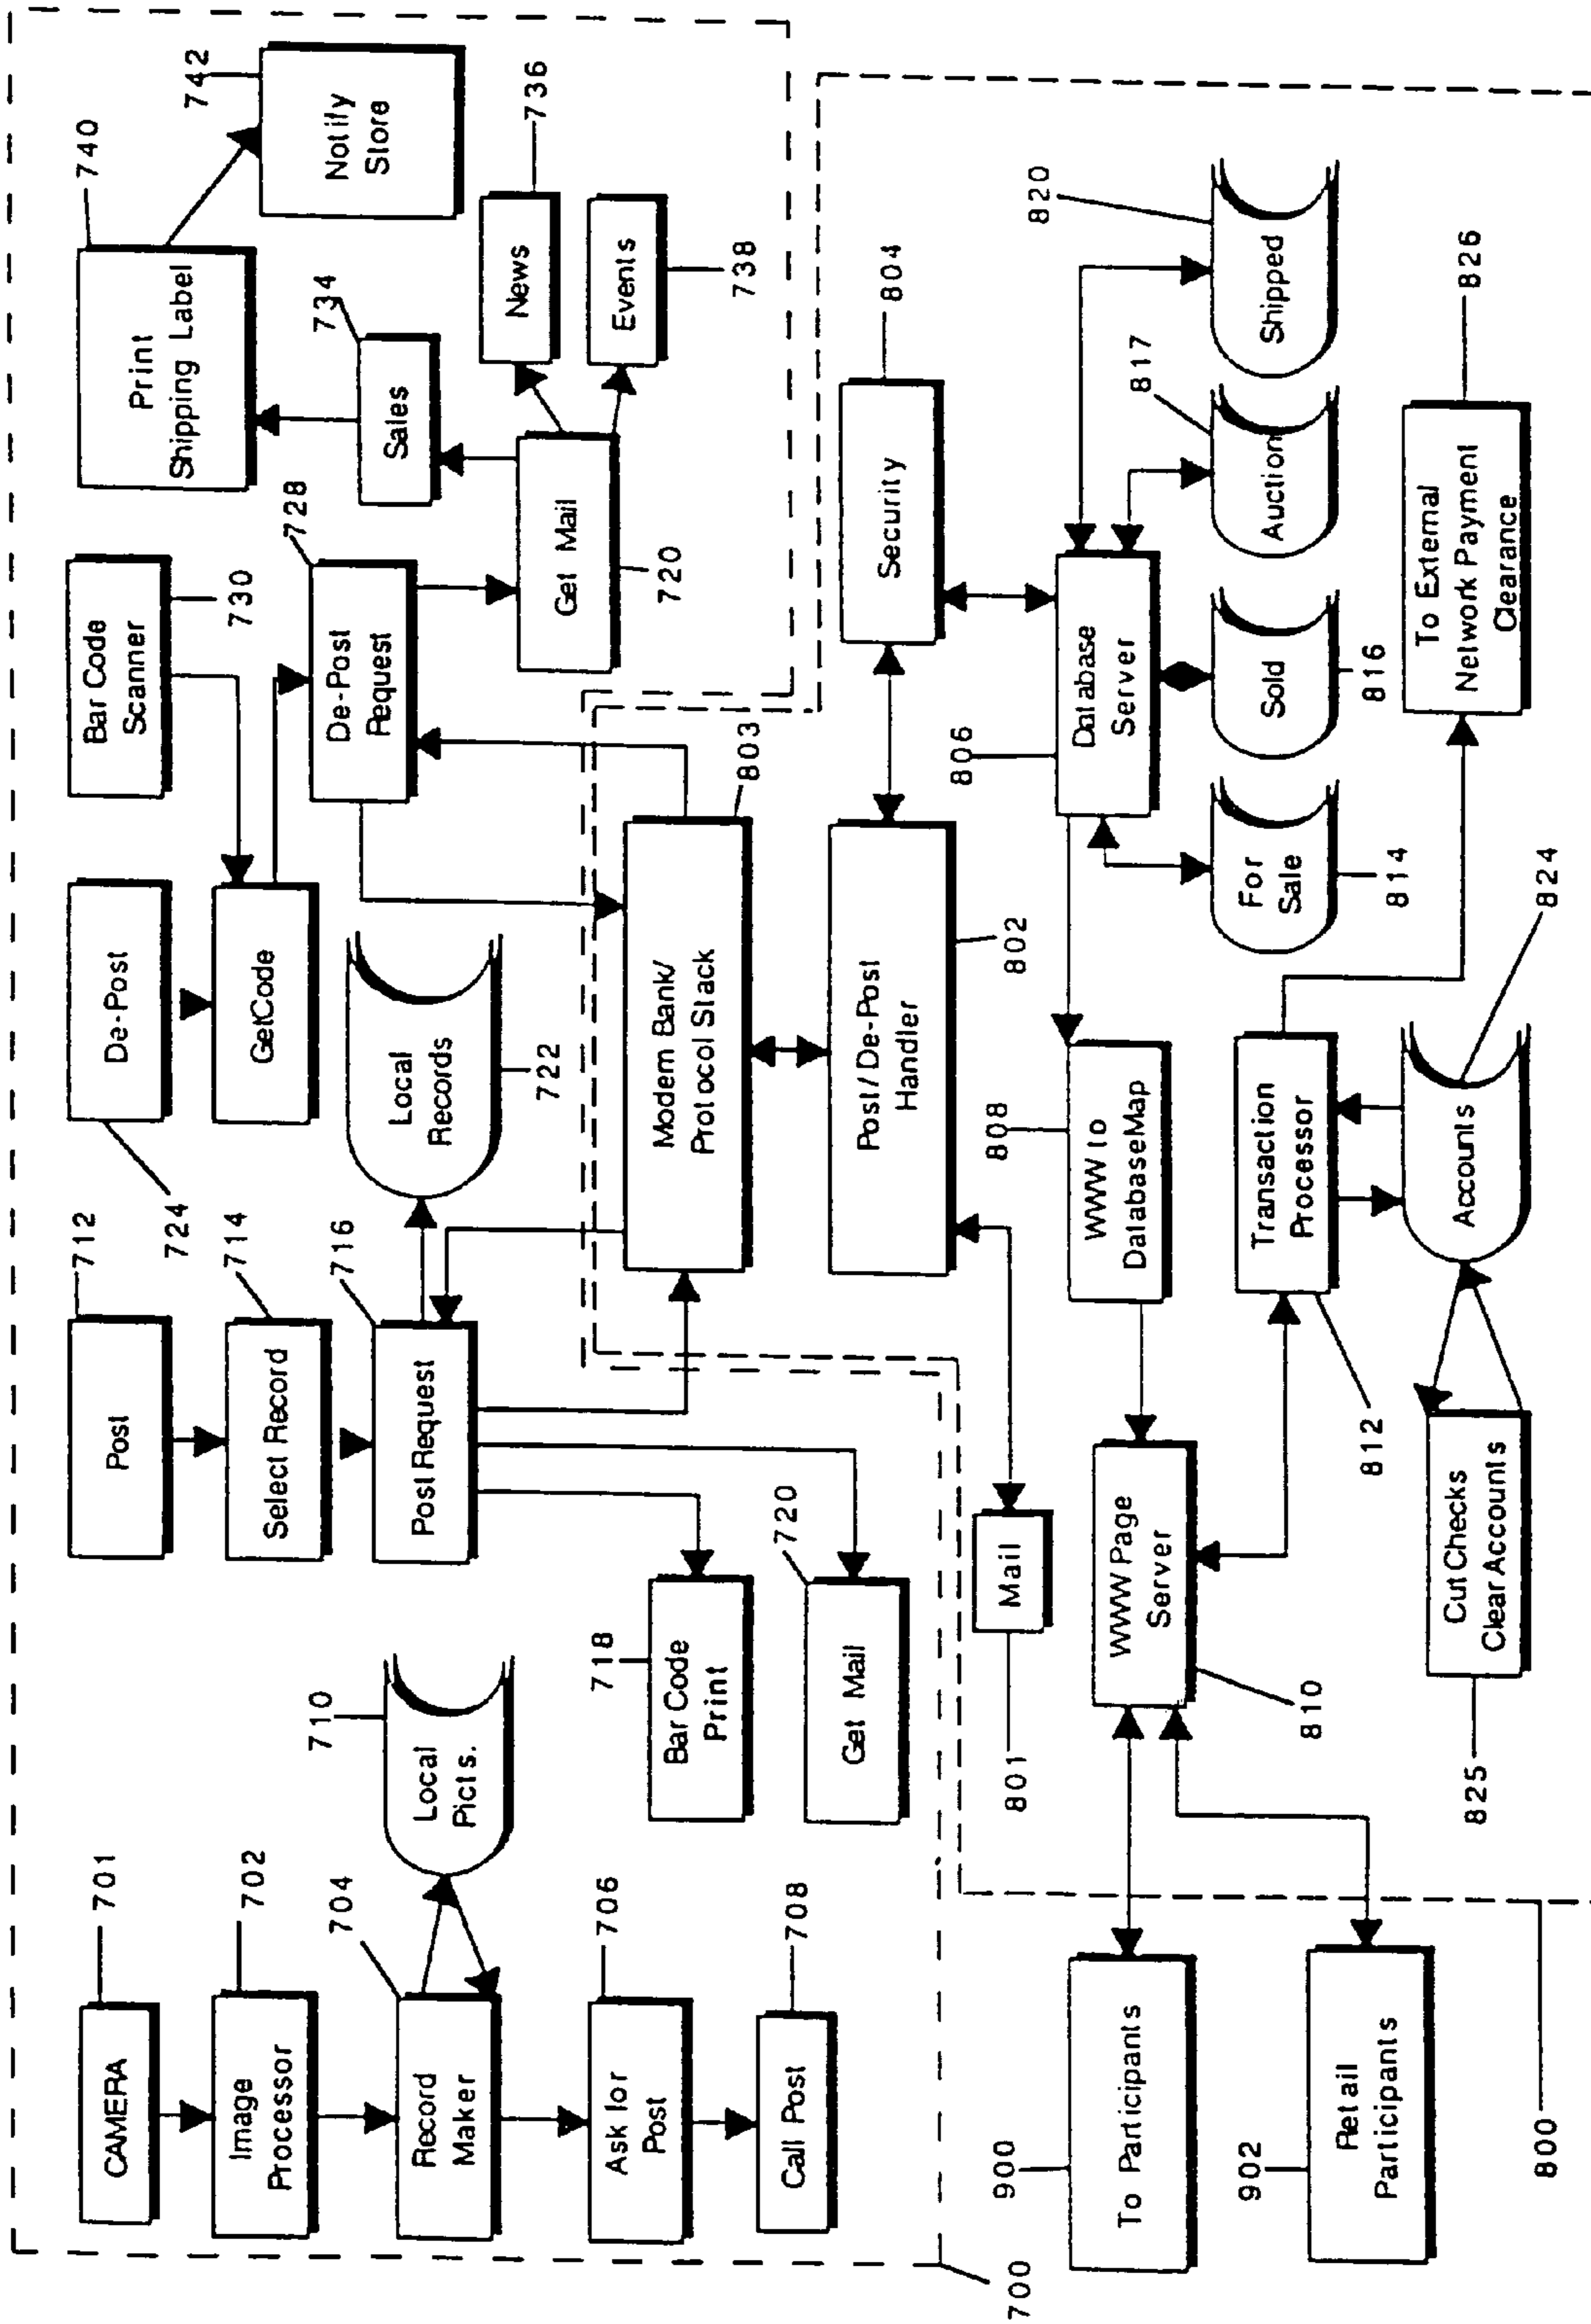 701
CAMERA
702
Image
Processor
704
Record
Maker
706
Ask for
Post
708
Call Post
710
Local
Picts.
712
Post
714
Select Record
716
Post Request
718
Bar Code
Print
720
Get Mail
724
De-Post
GetCode
Local
Records
722
Bar Code
Scanner
730
728
De-Post
Request
Get Mail
720
740
Print
Shipping Label
734
Sales
742
Notify
Store
News
736
Events
738
700
803
Modem Bank/
Protocol Stack
Post/De-Post
Handler
802
804
Security
801
Mail
806
Database
Server
808
WWW to
DatabaseMap
WWW Page
Server
810
For
Sale
814
Sold
816
Auction
817
Shipped
820
Transaction
Processor
812
Accounts
824
Cut Checks
Clear Accounts
825
To External
Network Payment
Clearance
826
900
To Participants
902
Retail
Participants
800